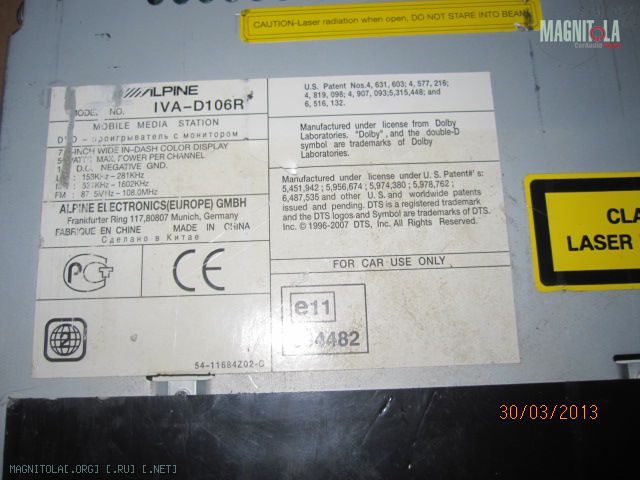 CAUTION-Laser radiation when open, DO NOT STARE INTO BEAM
MAGNITOLA
ALPINE
MODEL NO. IVA-D106R
MOBILE MEDIA STATION
проигрыватель с монитором
-INCH WIDE IN-DASH COLOR DISPLAY
MAX. POWER PER CHANNEL
D.C. NEGATIVE GND.
153KHz - 281KHz
531KHz - 1602KHz
FM : 87.5MHz - 108.0MHz
ALPINE ELECTRONICS(EUROPE) GMBH
Frankfurter Ring 117,80807 Munich, Germany
FABRIQUE EN CHINE MADE IN CHINA
Сделано в Китае
CE
2
54-11684Z02-G
U.S. Patent Nos.4, 631, 603; 4, 577, 216;
4, 819, 098; 4, 907, 093;5,315,448; and
6, 516, 132.
Manufactured under license from Dolby
Laboratories. "Dolby", and the double-D
symbol are trademarks of Dolby
Laboratories.
Manufactured under license under U.S. Patent#'s :
5,451,942 ; 5,956,674 ; 5,974,380 ; 5,978,762 ;
6,487,535 and other U.S. and worldwide patents
issued and pending. DTS is a registered trademark
and the DTS logos and Symbol are trademarks of DTS,
Inc. © 1996-2007 DTS, Inc. All Rights Reserved.
FOR CAR USE ONLY
e11
4482
CLA
LASER
30/03/2013
MAGNITOLA[.ORG] [.RU] [.NET]